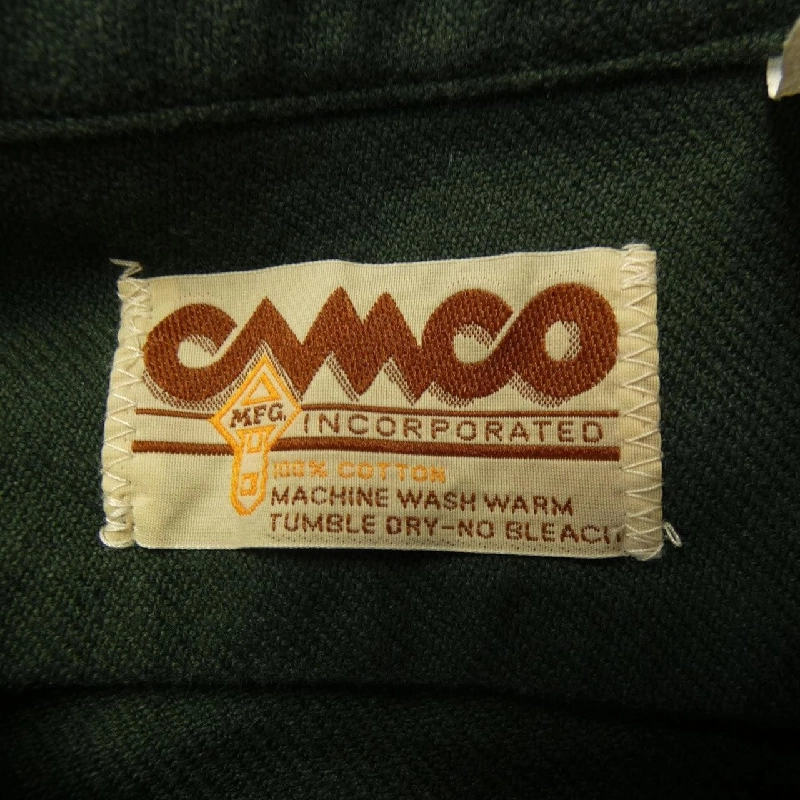 CAMCO
MFG. INCORPORATED
100% COTTON
MACHINE WASH WARM
TUMBLE DRY-NO BLEACH